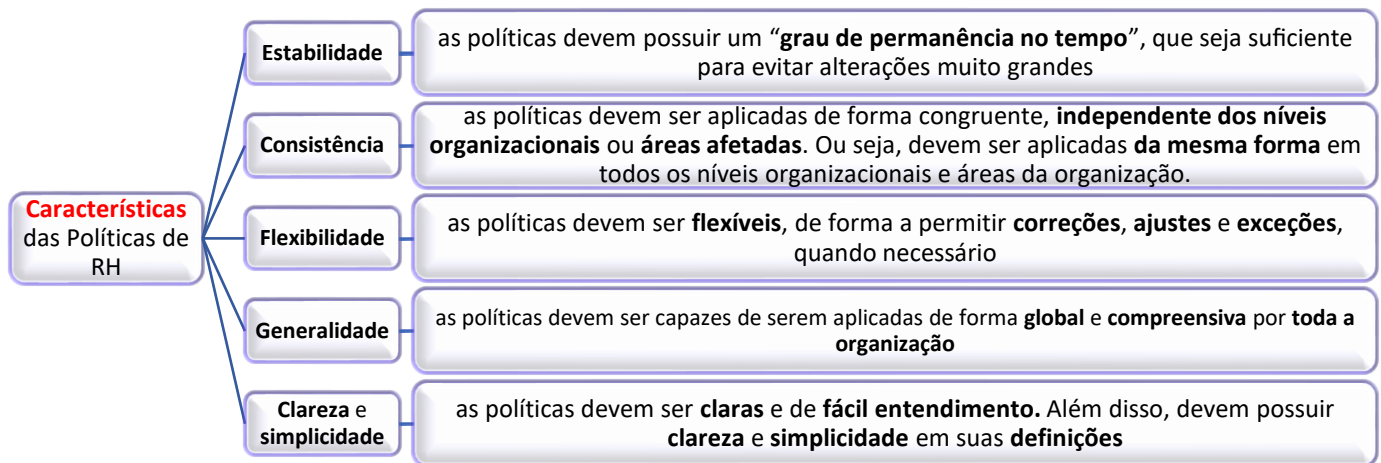 Características
das Políticas de
RH
Estabilidade
as políticas devem possuir um “grau de permanência no tempo”, que seja suficiente
para evitar alterações muito grandes
Consistência
as políticas devem ser aplicadas de forma congruente, independente dos níveis
organizacionais ou áreas afetadas. Ou seja, devem ser aplicadas da mesma forma em
todos os níveis organizacionais e áreas da organização.
Flexibilidade
as políticas devem ser flexíveis, de forma a permitir correções, ajustes e exceções,
quando necessário
Generalidade
as políticas devem ser capazes de serem aplicadas de forma global e compreensiva por toda a
organização
Clareza e
simplicidade
as políticas devem ser claras e de fácil entendimento. Além disso, devem possuir
clareza e simplicidade em suas definições